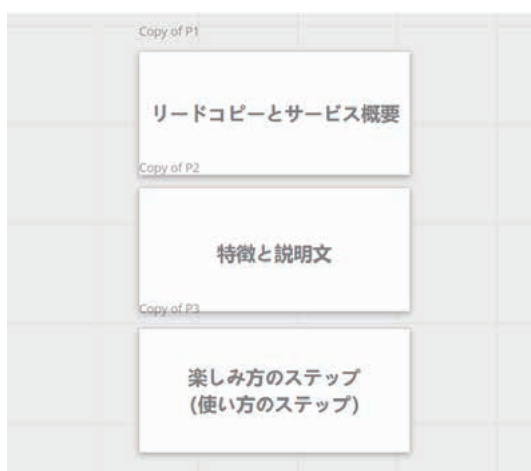 Copy of P1
リードコピーとサービス概要
Copy of P2
特徴と説明文
Copy of P3
楽しみ方のステップ
(使い方のステップ)